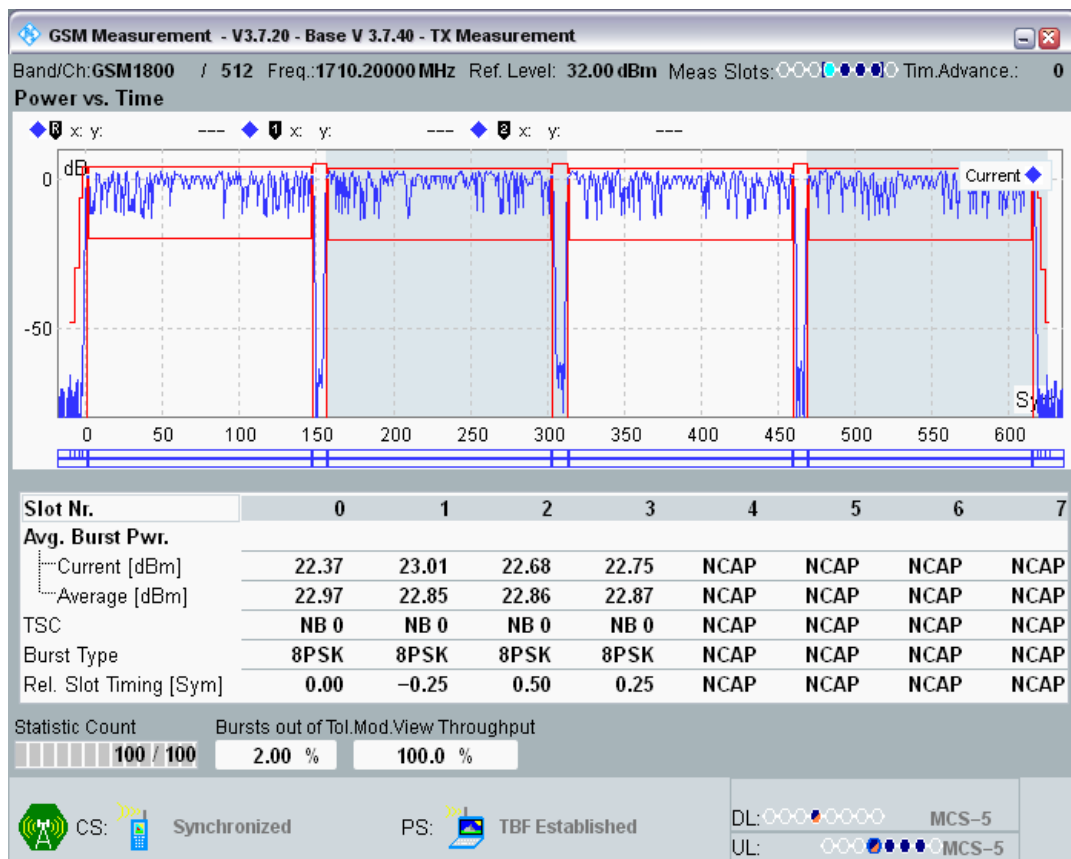 GSM Measurement - V3.7.20 - Base V 3.7.40 - TX Measurement
Band/Ch:GSM1800 / 512 Freq.:1710.20000 MHz Ref. Level: 32.00 dBm Meas Slots: Tim.Advance.: 0
Power vs. Time
R x: y: --- 1 x: y: --- 2 x: y: ---
dB
Current
0
-50
0 50 100 150 200 250 300 350 400 450 500 550 600
Slot Nr. 0 1 2 3 4 5 6 7
Avg. Burst Pwr.
Current [dBm] 22.37 23.01 22.68 22.75 NCAP NCAP NCAP NCAP
Average [dBm] 22.97 22.85 22.86 22.87 NCAP NCAP NCAP NCAP
TSC NB 0 NB 0 NB 0 NB 0 NCAP NCAP NCAP NCAP
Burst Type 8PSK 8PSK 8PSK 8PSK NCAP NCAP NCAP NCAP
Rel. Slot Timing [Sym] 0.00 −0.25 0.50 0.25 NCAP NCAP NCAP NCAP
Statistic Count Bursts out of Tol.Mod.View Throughput
100 / 100 2.00 % 100.0 %
CS: Synchronized PS: TBF Established
DL: MCS−5
UL: MCS−5